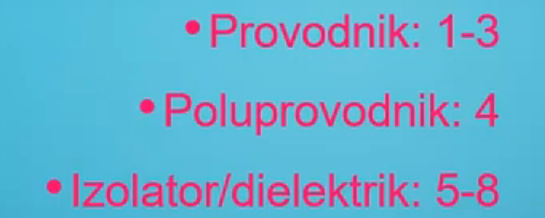 • Provodnik: 1-3
• Poluprovodnik: 4
• Izolator/dielektrik: 5-8